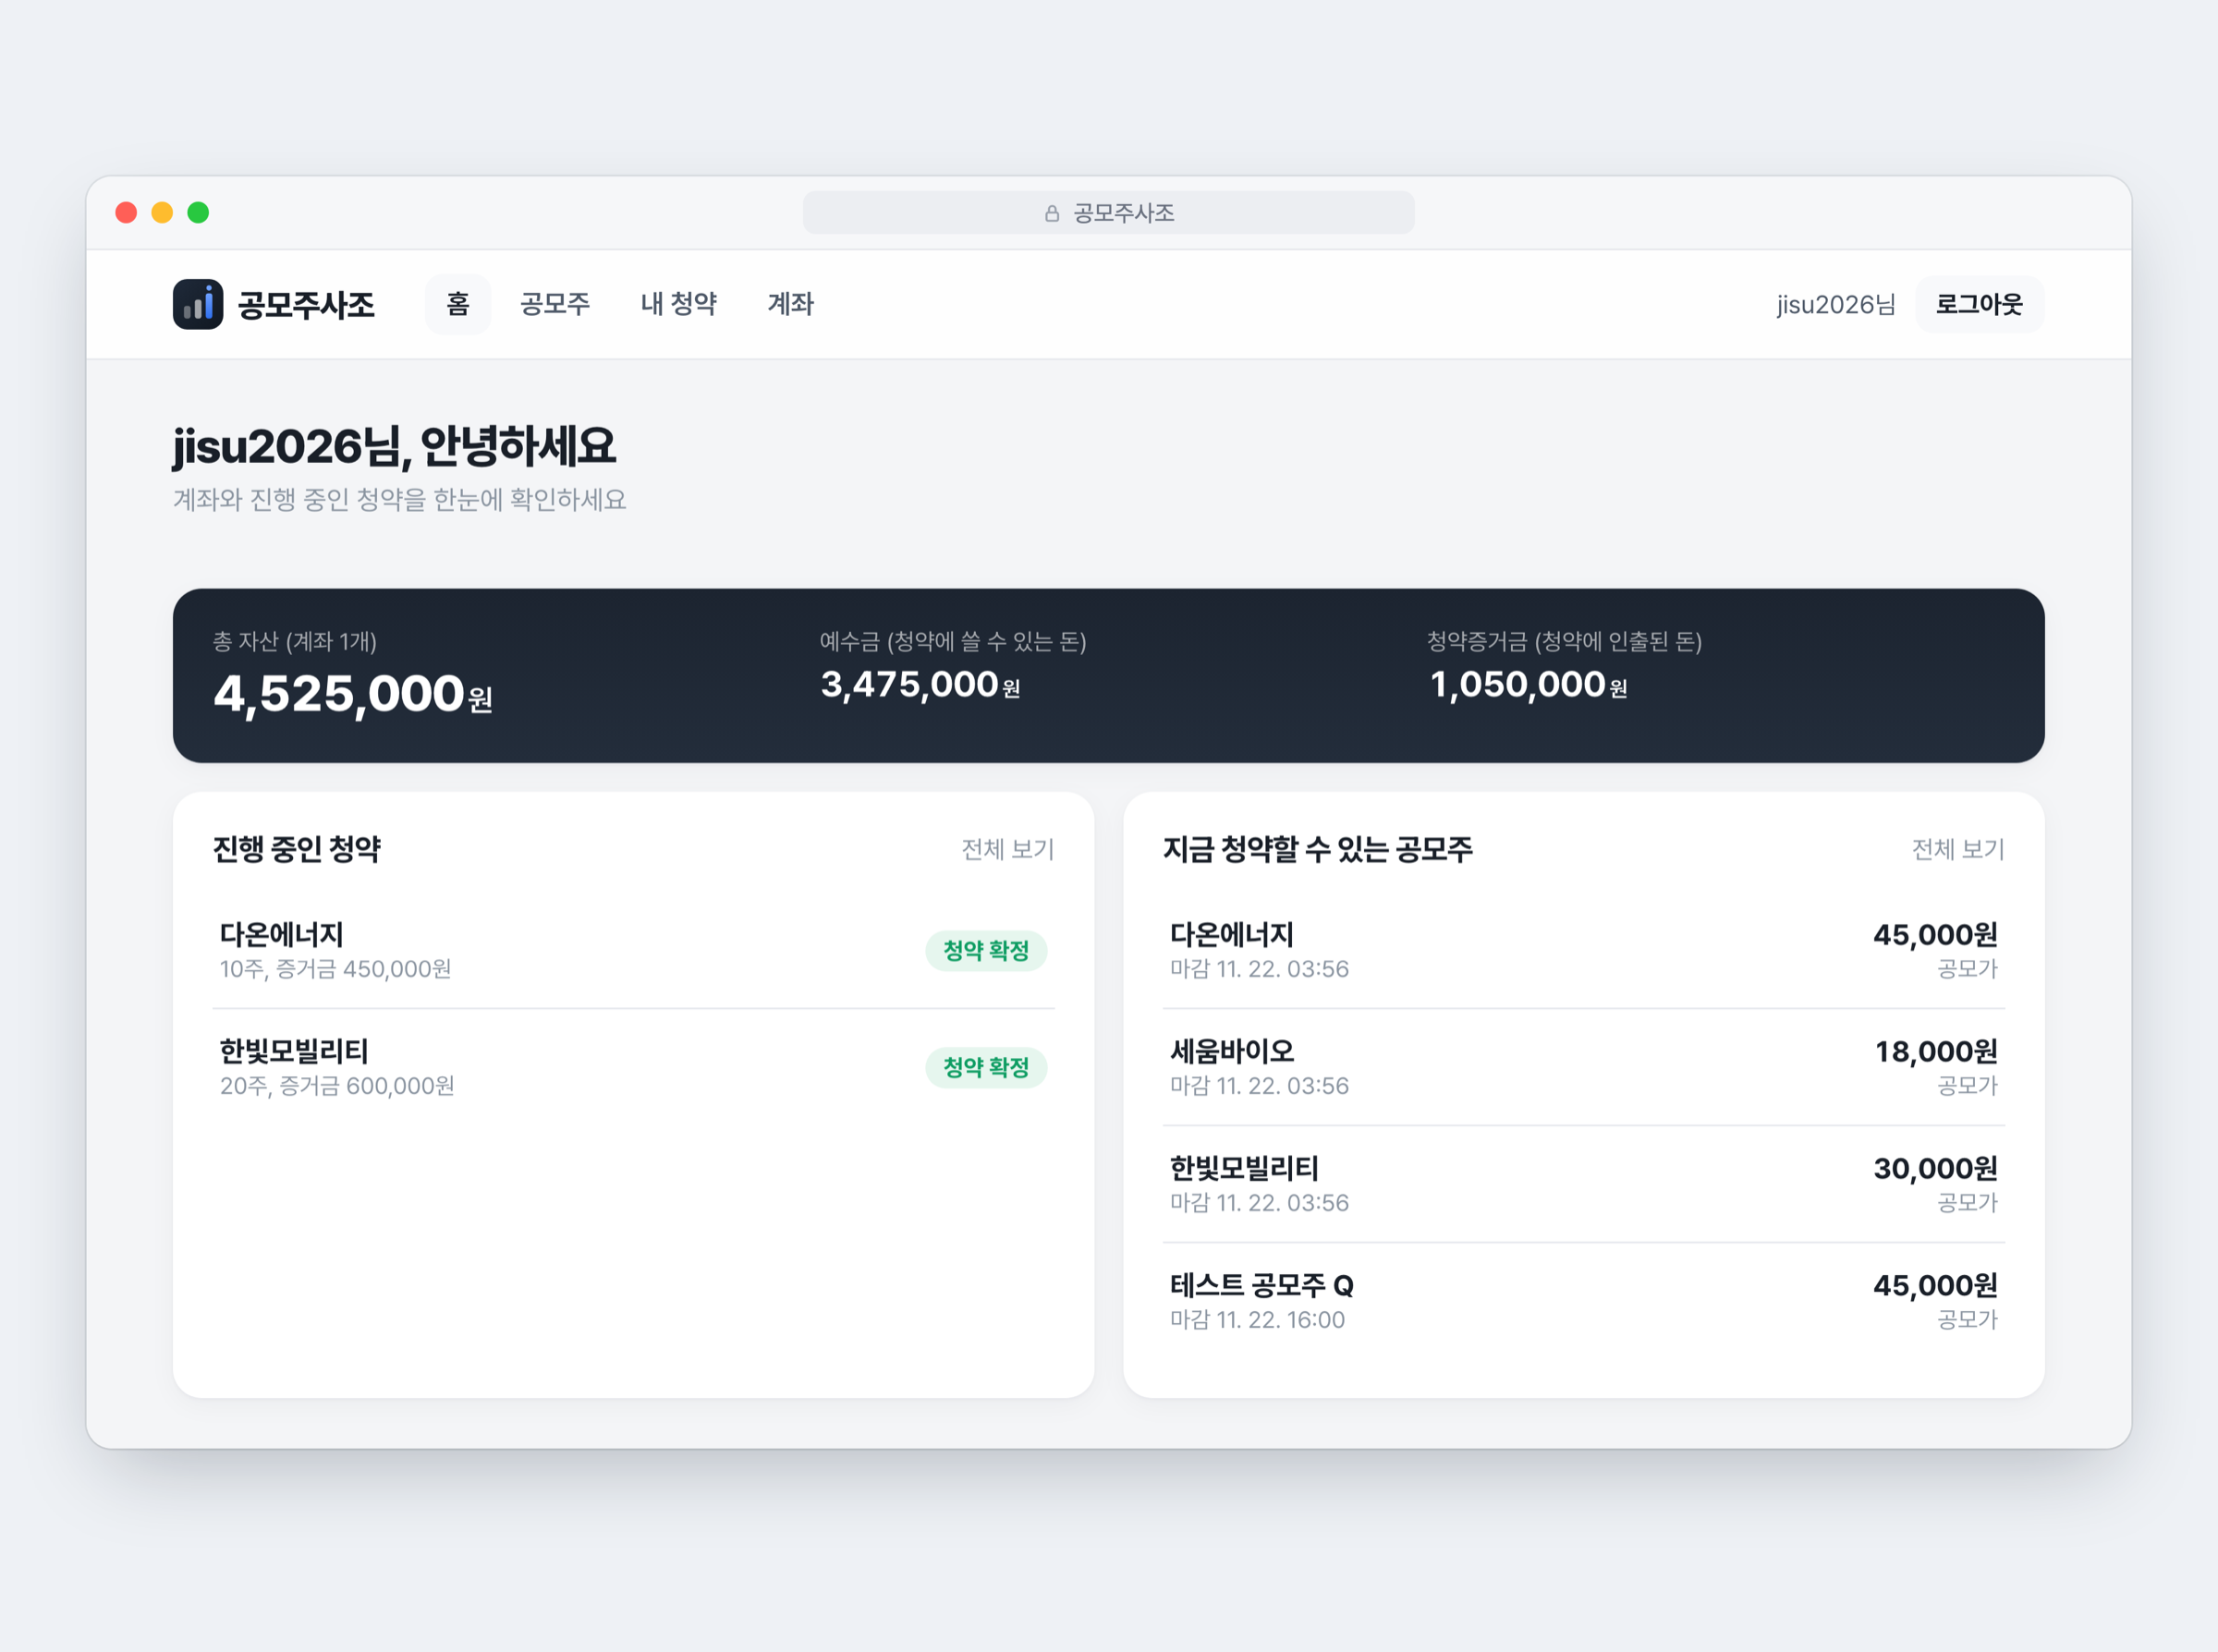 공모주사조
공모주사조 홈 공모주 내 청약 계좌 jisu2026님 로그아웃
jisu2026님, 안녕하세요
계좌와 진행 중인 청약을 한눈에 확인하세요
총 자산 (계좌 1개)
4,525,000원
예수금 (청약에 쓸 수 있는 돈)
3,475,000원
청약증거금 (청약에 인출된 돈)
1,050,000원
진행 중인 청약 전체 보기
다온에너지
10주, 증거금 450,000원
청약 확정
한빛모빌리티
20주, 증거금 600,000원
청약 확정
지금 청약할 수 있는 공모주 전체 보기
다온에너지 45,000원
마감 11. 22. 03:56 공모가
세움바이오 18,000원
마감 11. 22. 03:56 공모가
한빛모빌리티 30,000원
마감 11. 22. 03:56 공모가
테스트 공모주 Q 45,000원
마감 11. 22. 16:00 공모가